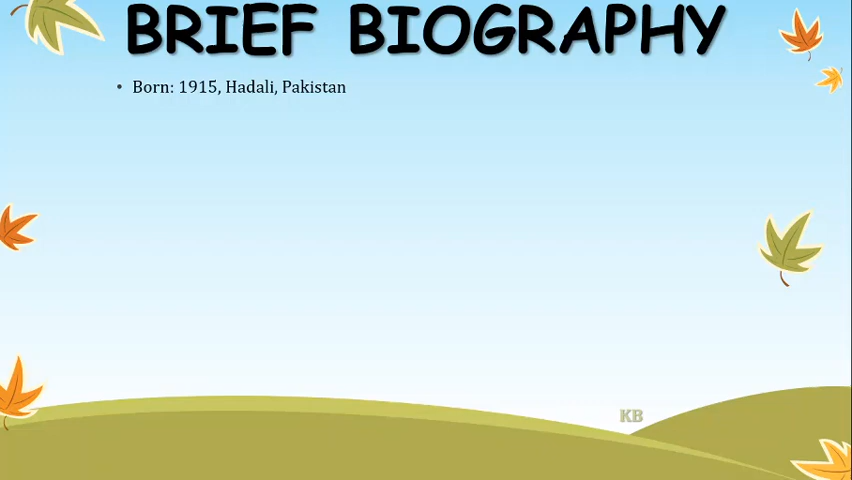 BRIEF BIOGRAPHY
• Born: 1915, Hadali, Pakistan
KB